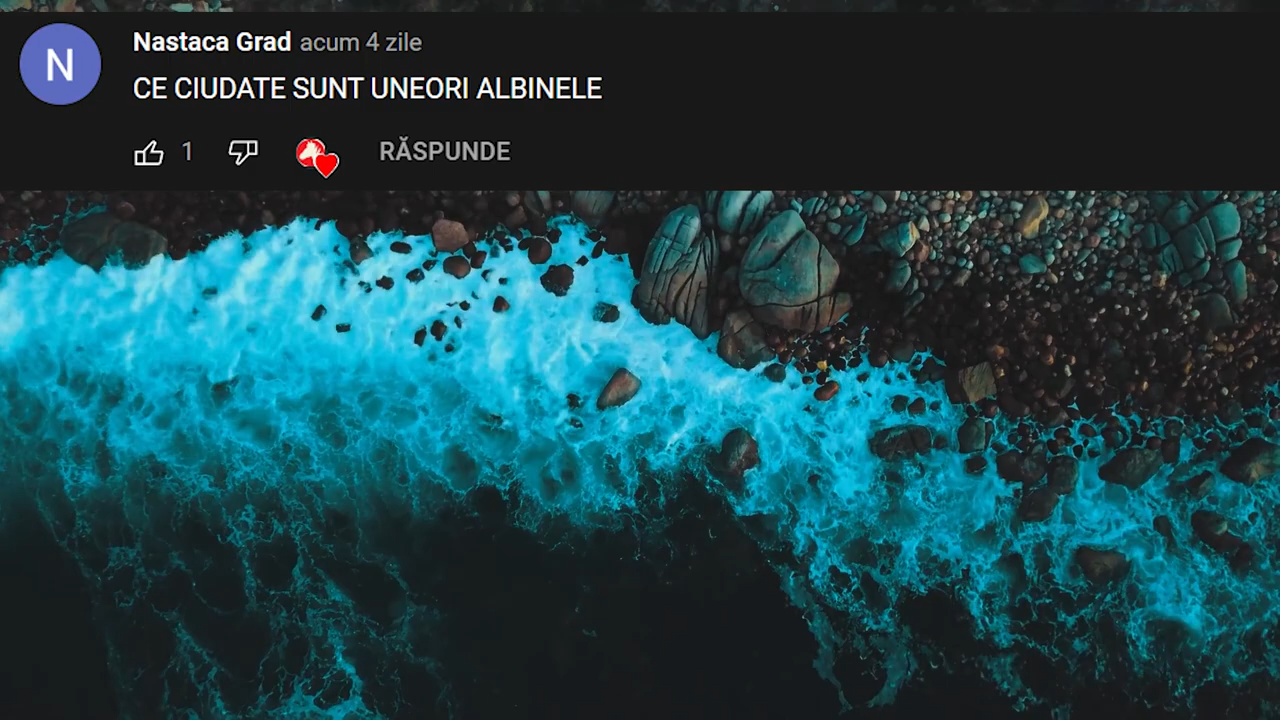 N
Nastaca Grad acum 4 zile
CE CIUDATE SUNT UNEORI ALBINELE
1 RĂSPUNDE